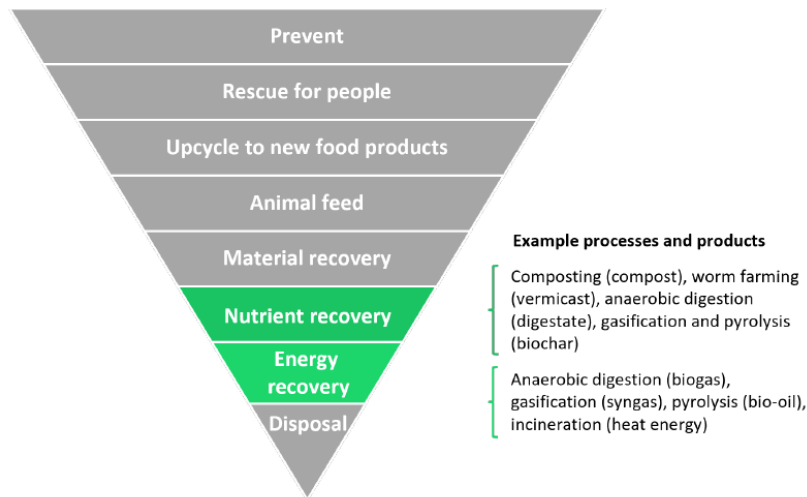 Prevent
Rescue for people
Upcycle to new food products
Animal feed
Material recovery
Nutrient recovery
Energy
recovery
Disposal
Example processes and products
Composting (compost), worm farming
(vermicast), anaerobic digestion
(digestate), gasification and pyrolysis
(biochar)
Anaerobic digestion (biogas),
gasification (syngas), pyrolysis (bio-oil),
incineration (heat energy)